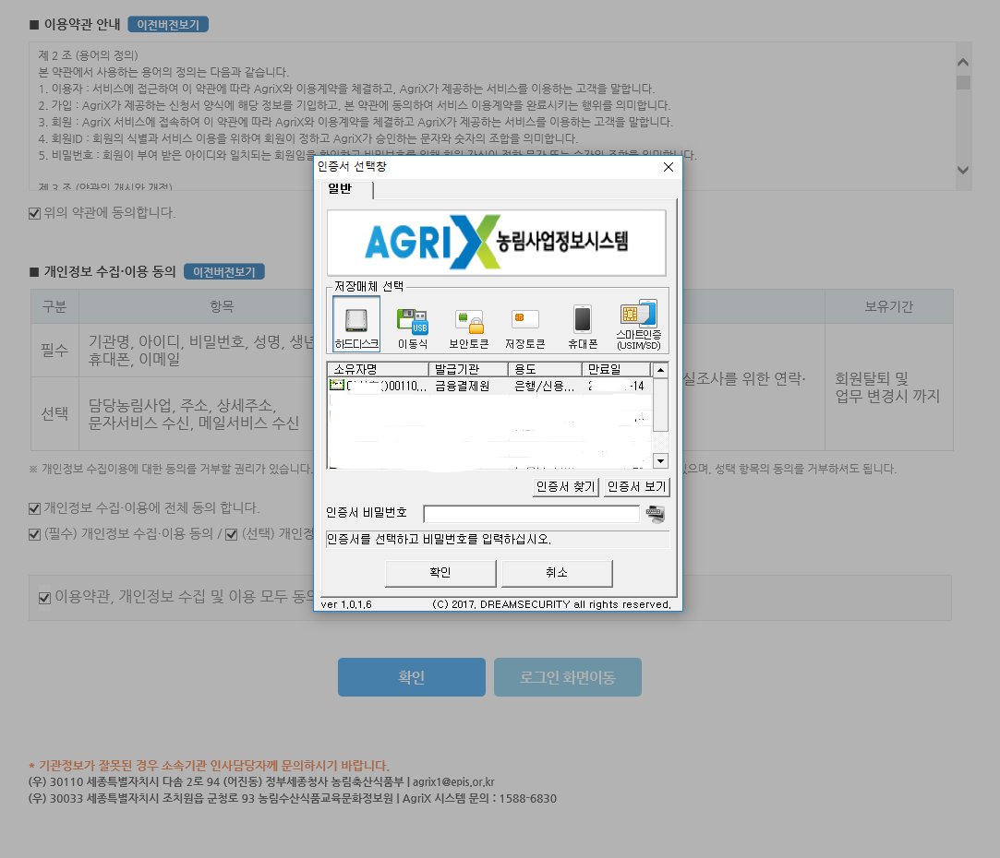 ■ 이용약관 안내 이전버전보기
제 2 조 (용어의 정의)
본 약관에서 사용하는 용어의 정의는 다음과 같습니다.
1. 이용자 : 서비스에 접근하여 이 약관에 따라 AgriX와 이용계약을 체결하고, AgriX가 제공하는 서비스를 이용하는 고객을 말합니다.
2. 가입 : AgriX가 제공하는 신청서 양식에 해당 정보를 기입하고, 본 약관에 동의하여 서비스 이용계약을 완료시키는 행위를 의미합니다.
3. 회원 : AgriX 서비스에 접속하여 이 약관에 따라 AgriX와 이용계약을 체결하고 AgriX가 제공하는 서비스를 이용하는 고객을 말합니다.
4. 회원ID : 회원의 식별과 서비스 이용을 위하여 회원이 정하고 AgriX가 승인하는 문자와 숫자의 조합을 의미합니다.
5. 비밀번호 : 회원이 부여 받은 아이디와 일치되는 회원임을 확인하고 비밀보호를 위해 회원 자신이 정한 문자 또는 숫자의 조합을 의미합니다.
제 3 조 (약관의 게시와 개정)
위의 약관에 동의합니다.
■ 개인정보 수집·이용 동의 이전버전보기
구분 항목 보유기간
필수 기관명, 아이디, 비밀번호, 성명, 생년
휴대폰, 이메일
선택 담당농림사업, 주소, 상세주소,
문자서비스 수신, 메일서비스 수신
실조사를 위한 연락·
회원탈퇴 및
업무 변경시 까지
※ 개인정보 수집이용에 대한 동의를 거부할 권리가 있습니다. 있으며, 선택 항목의 동의를 거부하셔도 됩니다.
개인정보 수집·이용에 전체 동의 합니다.
(필수) 개인정보 수집·이용 동의 / (선택) 개인정
이용약관, 개인정보 수집 및 이용 모두 동의
확인 로그인 화면이동
* 기관정보가 잘못된 경우 소속기관 인사담당자께 문의하시기 바랍니다.
(우) 30110 세종특별자치시 다솜 2로 94 (어진동) 정부세종청사 농림축산식품부 | agrix1@epis.or.kr
(우) 30033 세종특별자치시 조치원읍 군청로 93 농림수산식품교육문화정보원 | AgriX 시스템 문의 : 1588-6830
인증서 선택창
일반
AGRIX 농림사업정보시스템
저장매체 선택
USB
하드디스크 이동식 보안토큰 저장토큰 휴대폰 스마트인증
(USIM/SD)
소유자명 발급기관 용도 만료일
()00110... 금융결제원 은행/신용... -14
인증서 찾기 인증서 보기
인증서 비밀번호
인증서를 선택하고 비밀번호를 입력하십시오.
확인 취소
ver 1.0.1.6 (C) 2017. DREAMSECURITY all rights reserved.